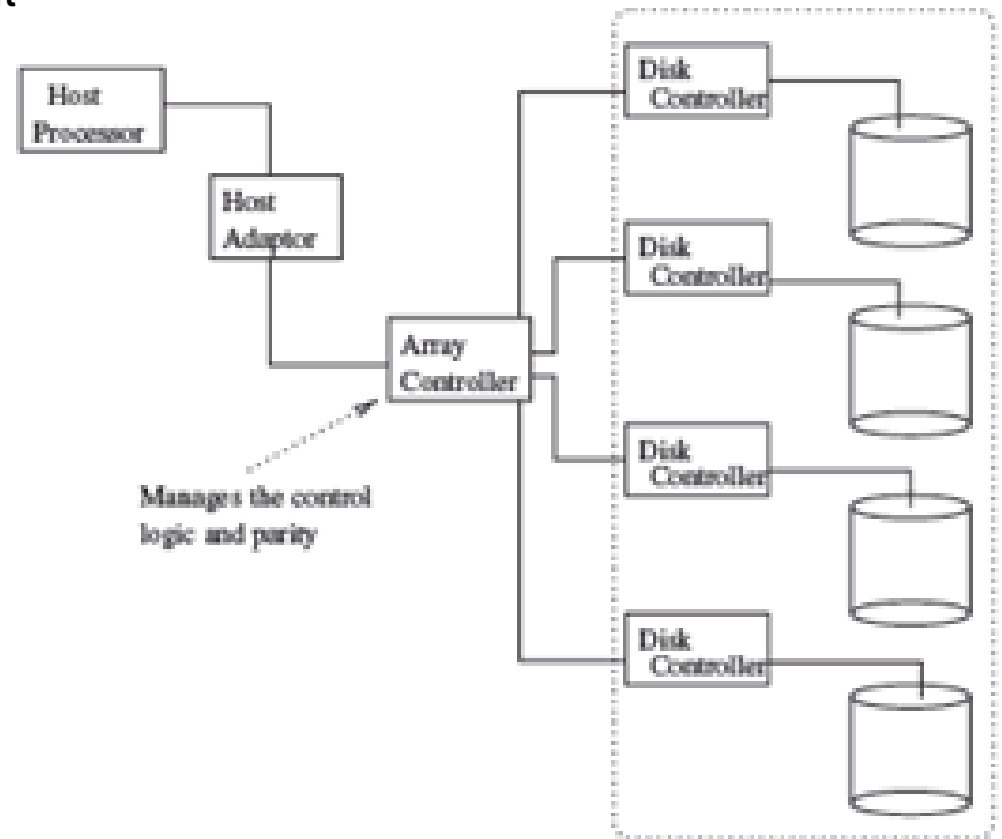 Host
Processor
Host
Adaptor
Array
Controller
Manages the control
logic and parity
Disk
Controller
Disk
Controller
Disk
Controller
Disk
Controller